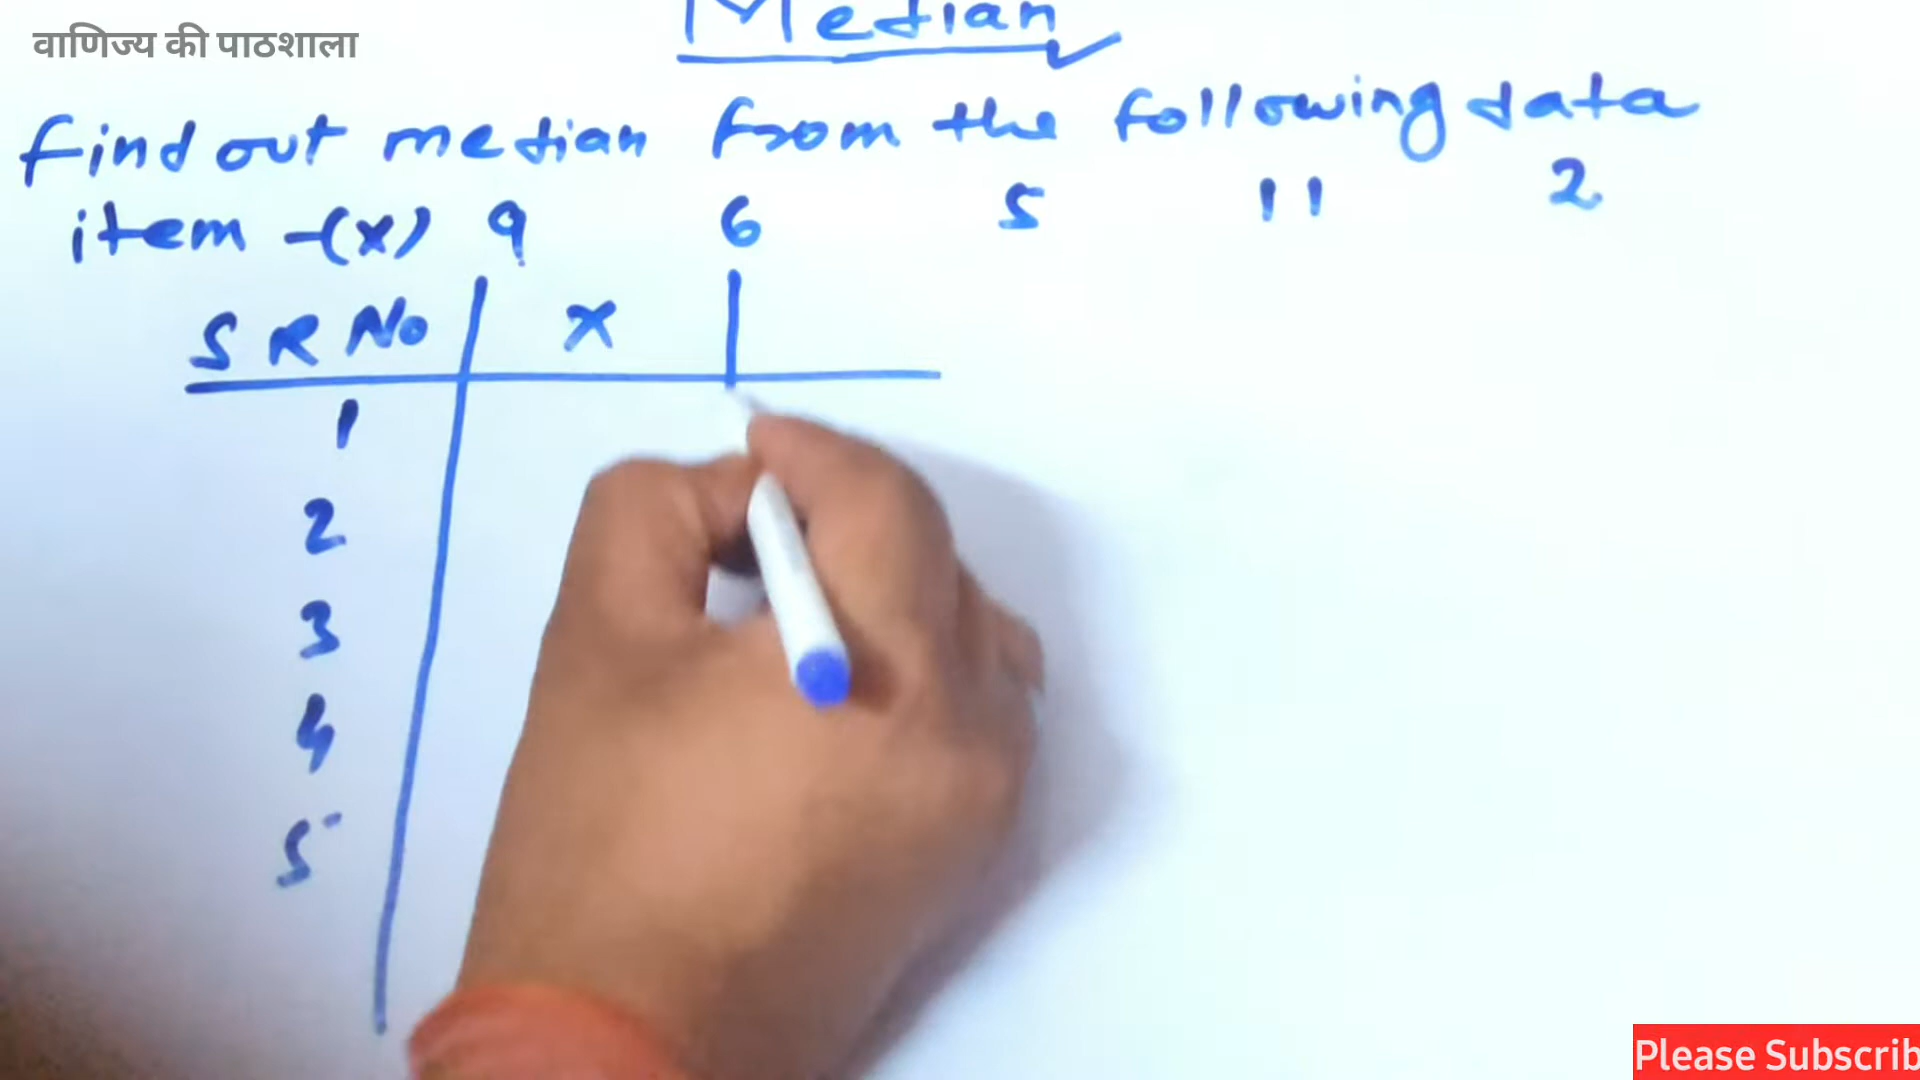 वाणिज्य की पाठशाला
Median
find out median from the following data
item -(x) 9 6 5 11 2
SR No x
1
2
3
4
5
Please Subscrib